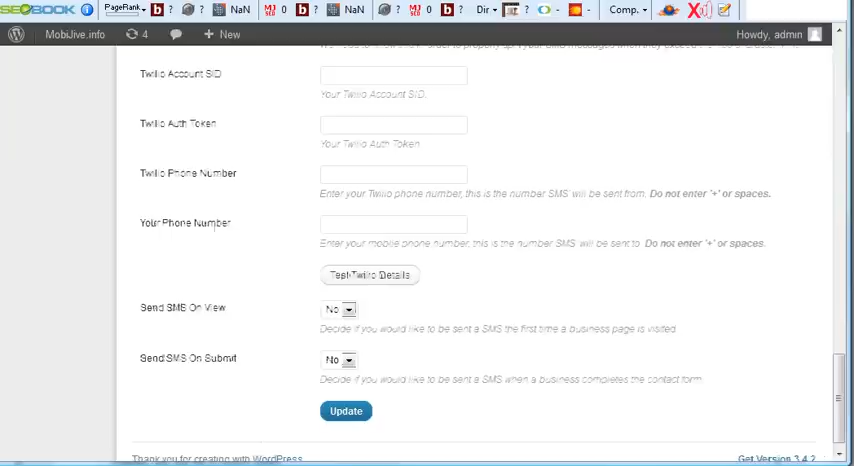 SEOBOOK PageRank ? ? NaN 0 ? NaN ? 0 ? Dir ? - - Comp.
MobiJive.info 4 New Howdy, admin
Twilio Account SID
Your Twilio Account SID.
Twilio Auth Token
Your Twilio Auth Token
Twilio Phone Number
Enter your Twilio phone number, this is the number SMS will be sent from. Do not enter '+' or spaces.
Your Phone Number
Enter your mobile phone number, this is the number SMS will be sent to. Do not enter '+' or spaces.
Test Twilio Details
Send SMS On View No
Decide if you would like to be sent a SMS the first time a business page is visited
Send SMS On Submit No
Decide if you would like to be sent a SMS when a business completes the contact form
Update
Thank you for creating with WordPress Get Version 3.4.2